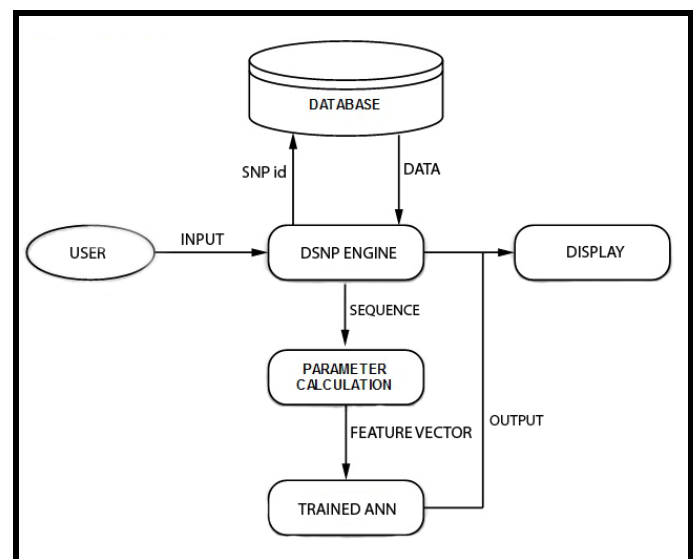 DATABASE
SNP id
DATA
USER
INPUT
DSNP ENGINE
DISPLAY
SEQUENCE
PARAMETER
CALCULATION
FEATURE VECTOR
OUTPUT
TRAINED ANN